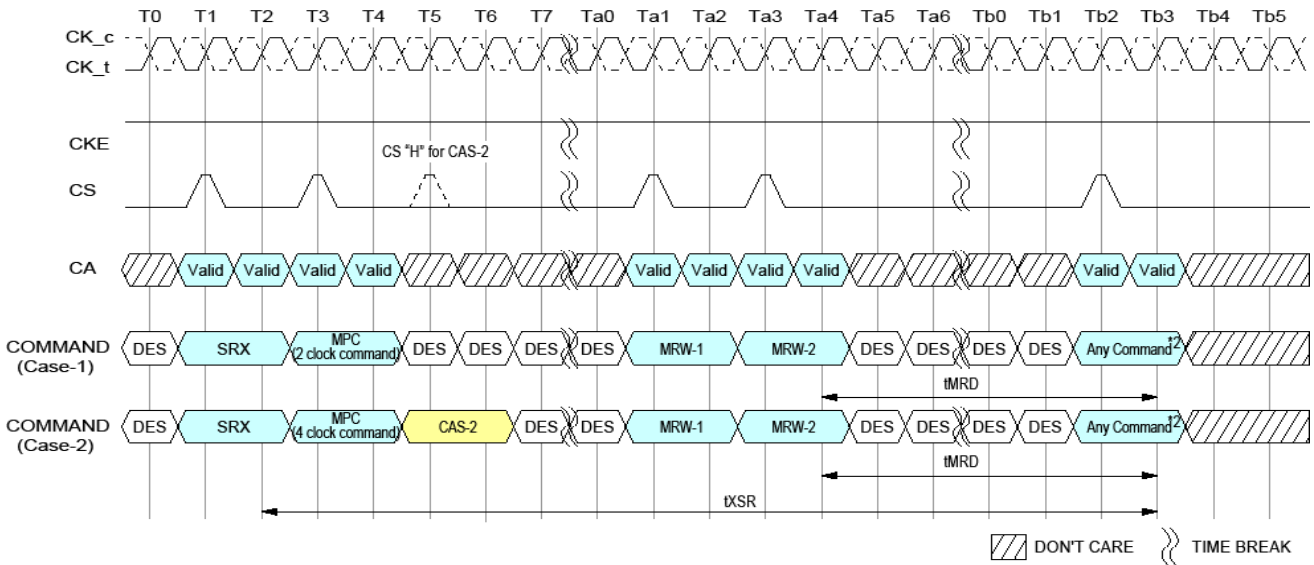 T0 T1 T2 T3 T4 T5 T6 T7 Ta0 Ta1 Ta2 Ta3 Ta4 Ta5 Ta6 Tb0 Tb1 Tb2 Tb3 Tb4 Tb5
CK_c
CK_t
CKE
CS "H" for CAS-2
CS
CA Valid Valid Valid Valid Valid Valid Valid Valid Valid Valid
COMMAND
(Case-1)
DES SRX MPC
(2 clock command) DES DES DES DES MRW-1 MRW-2 DES DES DES DES Any Command*2
tMRD
COMMAND
(Case-2)
DES SRX MPC
(4 clock command) CAS-2 DES DES MRW-1 MRW-2 DES DES DES DES Any Command*2
tMRD
tXSR
DON'T CARE TIME BREAK